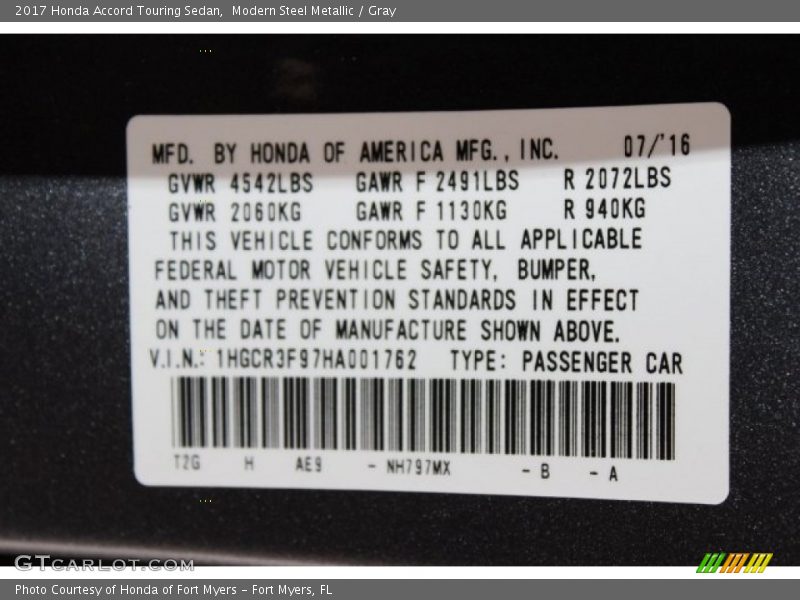 2017 Honda Accord Touring Sedan,  Modern Steel Metallic / Gray
MFD. BY HONDA OF AMERICA MFG., INC. 07/'16
GVWR 4542LBS GAWR F 2491LBS R 2072LBS
GVWR 2060KG GAWR F 1130KG R 940KG
THIS VEHICLE CONFORMS TO ALL APPLICABLE
FEDERAL MOTOR VEHICLE SAFETY, BUMPER,
AND THEFT PREVENTION STANDARDS IN EFFECT
ON THE DATE OF MANUFACTURE SHOWN ABOVE.
V.I.N.: 1HGCR3F97HA001762 TYPE: PASSENGER CAR
T2G H AE9 - NH797MX - B - A
GTCARLOT.COM
Photo Courtesy of Honda of Fort Myers - Fort Myers, FL